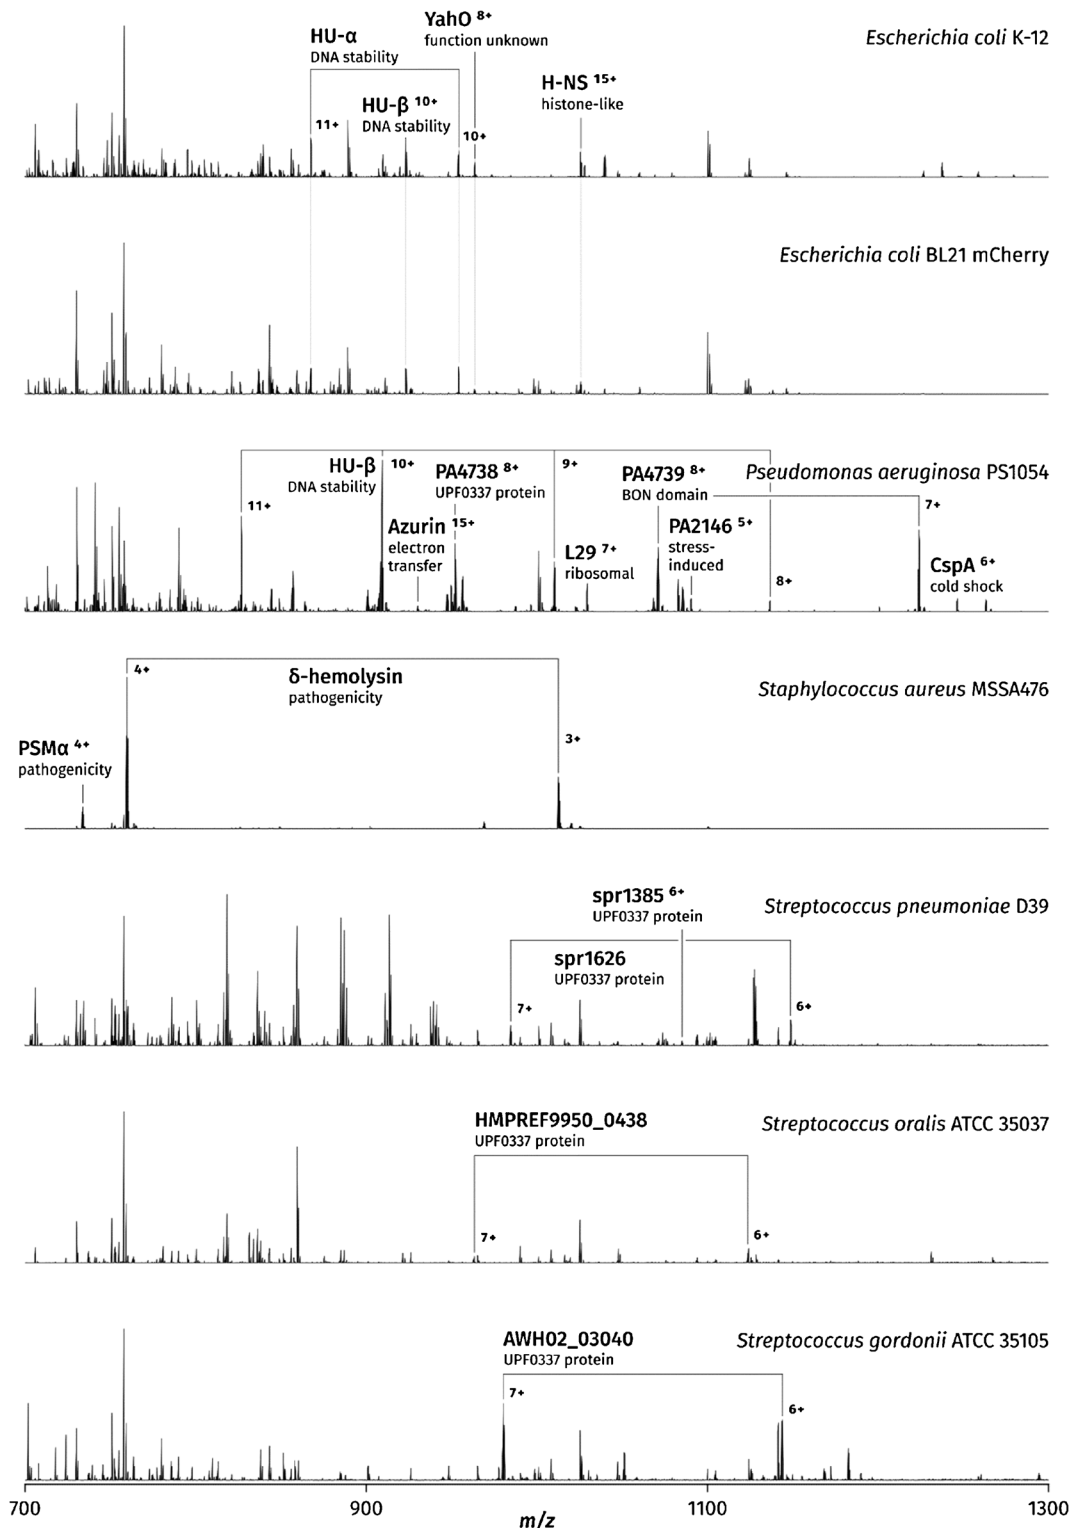 YahO 8+
function unknown
HU-α
DNA stability
Escherichia coli K-12
H-NS 15+
histone-like
HU-β 10+
DNA stability
11+
10+
Escherichia coli BL21 mCherry
HU-β
DNA stability
10+
PA4738 8+
UPF0337 protein
9+
PA4739 8+
BON domain
Pseudomonas aeruginosa PS1054
11+
Azurin 15+
electron
transfer
L29 7+
ribosomal
PA2146 5+
stress-
induced
7+
8+
CspA 6+
cold shock
4+
δ-hemolysin
pathogenicity
Staphylococcus aureus MSSA476
PSMα 4+
pathogenicity
3+
spr1385 6+
UPF0337 protein
Streptococcus pneumoniae D39
spr1626
UPF0337 protein
7+
6+
HMPREF9950_0438
UPF0337 protein
Streptococcus oralis ATCC 35037
7+
6+
AWH02_03040
UPF0337 protein
Streptococcus gordonii ATCC 35105
7+
6+
700
900
1100
1300
m/z